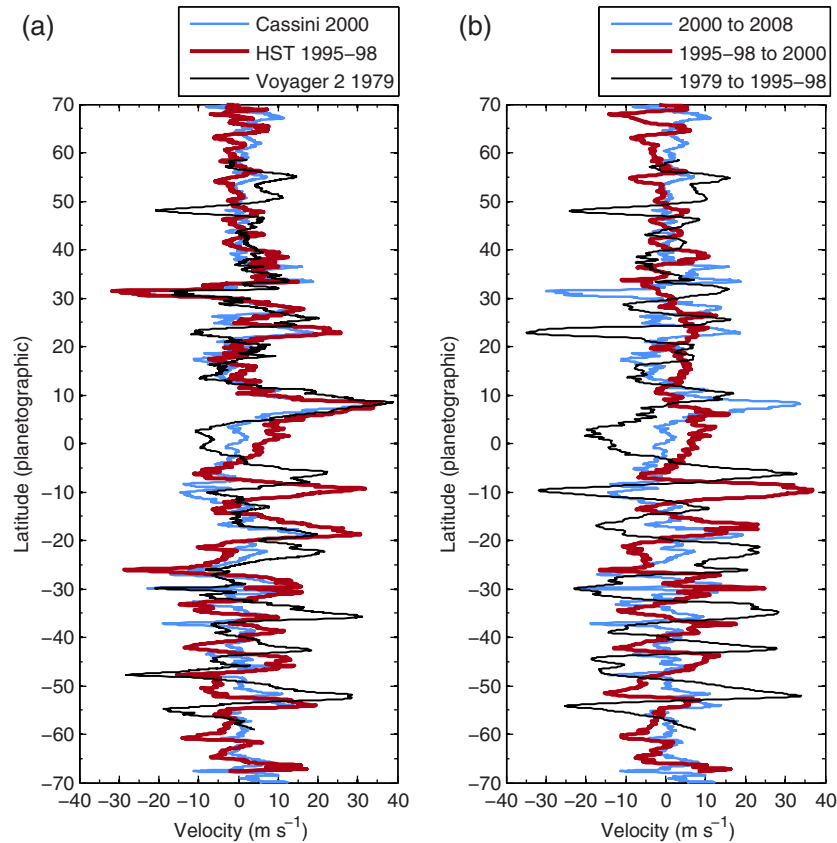 (a)
Cassini 2000
HST 1995−98
Voyager 2 1979
70
60
50
40
30
20
10
0
−10
−20
−30
−40
−50
−60
−70
Latitude (planetographic)
−40 −30 −20 −10 0 10 20 30 40
Velocity (m s⁻¹)
(b)
2000 to 2008
1995−98 to 2000
1979 to 1995−98
70
60
50
40
30
20
10
0
−10
−20
−30
−40
−50
−60
−70
Latitude (planetographic)
−40 −30 −20 −10 0 10 20 30 40
Velocity (m s⁻¹)